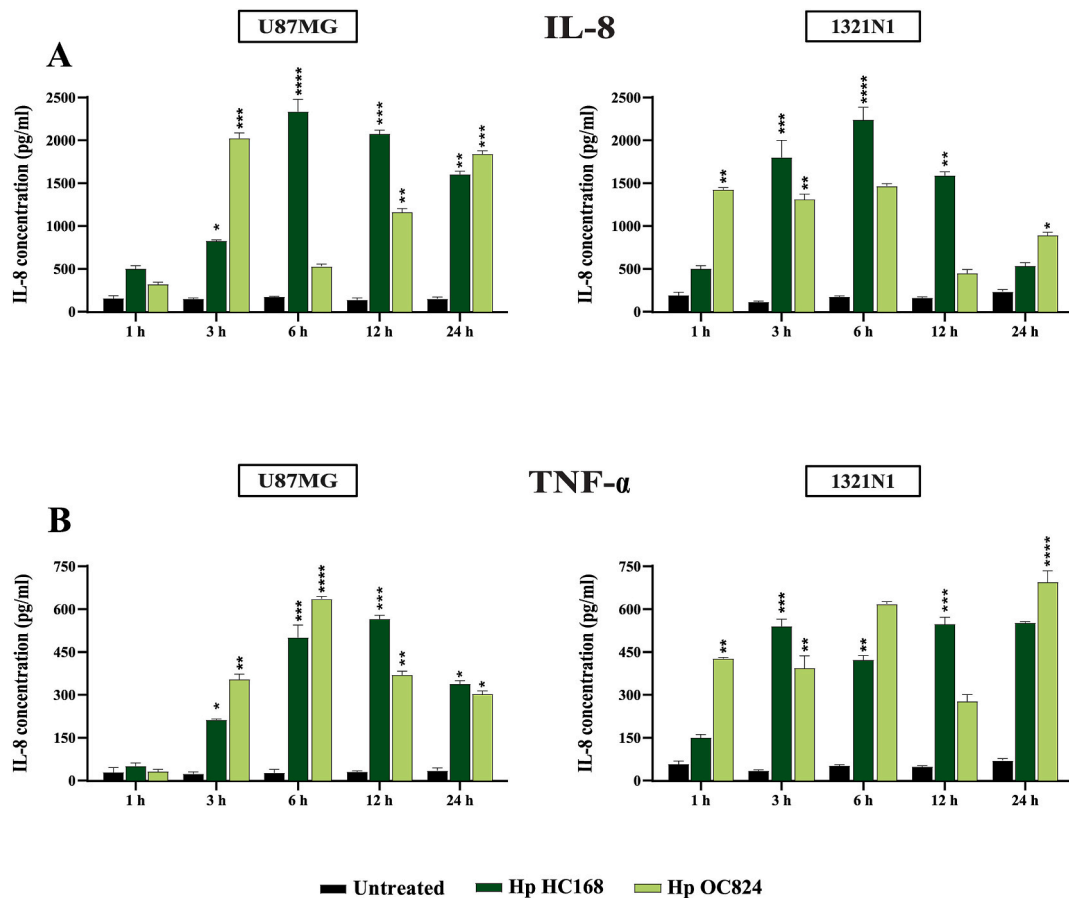 IL-8
U87MG
1321N1
A
IL-8 concentration (pg/ml)
2500
2000
1500
1000
500
0
*
***
****
***
**
**
***
1 h
3 h
6 h
12 h
24 h
IL-8 concentration (pg/ml)
2500
2000
1500
1000
500
0
**
***
**
****
**
*
1 h
3 h
6 h
12 h
24 h
TNF-α
U87MG
1321N1
B
IL-8 concentration (pg/ml)
750
600
450
300
150
0
*
**
***
****
***
**
*
*
1 h
3 h
6 h
12 h
24 h
IL-8 concentration (pg/ml)
750
600
450
300
150
0
**
***
**
**
***
****
1 h
3 h
6 h
12 h
24 h
Untreated Hp HC168 Hp OC824